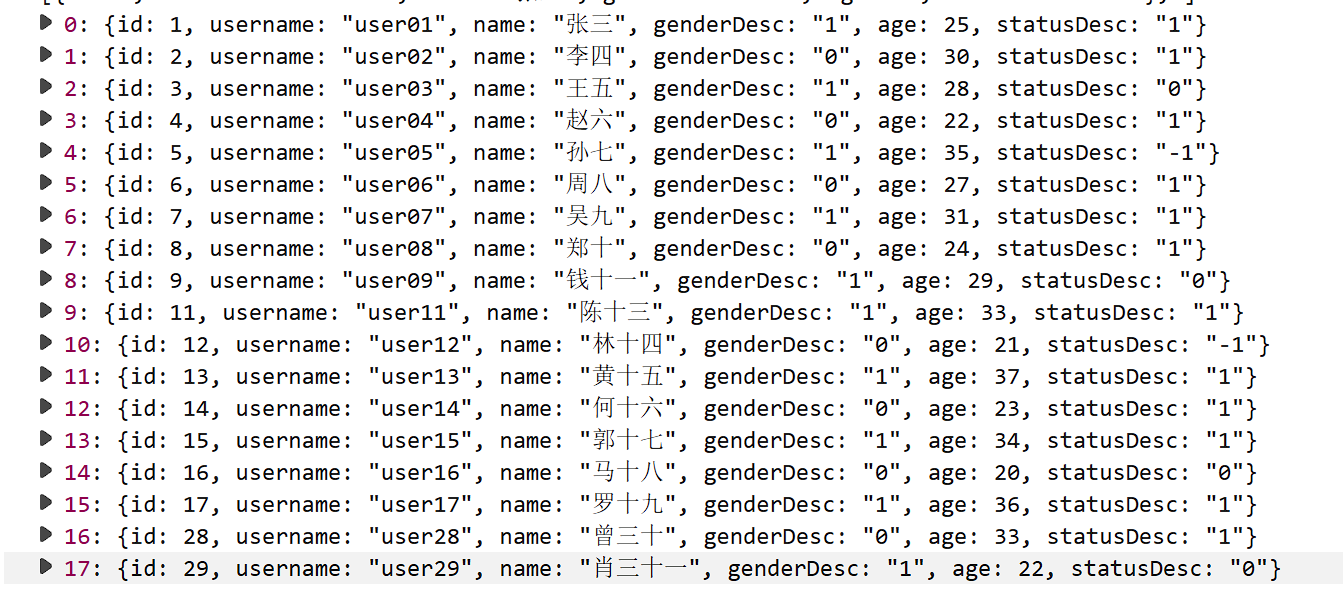 0: {id: 1, username: "user01", name: "张三", genderDesc: "1", age: 25, statusDesc: "1"}
1: {id: 2, username: "user02", name: "李四", genderDesc: "0", age: 30, statusDesc: "1"}
2: {id: 3, username: "user03", name: "王五", genderDesc: "1", age: 28, statusDesc: "0"}
3: {id: 4, username: "user04", name: "赵六", genderDesc: "0", age: 22, statusDesc: "1"}
4: {id: 5, username: "user05", name: "孙七", genderDesc: "1", age: 35, statusDesc: "-1"}
5: {id: 6, username: "user06", name: "周八", genderDesc: "0", age: 27, statusDesc: "1"}
6: {id: 7, username: "user07", name: "吴九", genderDesc: "1", age: 31, statusDesc: "1"}
7: {id: 8, username: "user08", name: "郑十", genderDesc: "0", age: 24, statusDesc: "1"}
8: {id: 9, username: "user09", name: "钱十一", genderDesc: "1", age: 29, statusDesc: "0"}
9: {id: 11, username: "user11", name: "陈十三", genderDesc: "1", age: 33, statusDesc: "1"}
10: {id: 12, username: "user12", name: "林十四", genderDesc: "0", age: 21, statusDesc: "-1"}
11: {id: 13, username: "user13", name: "黄十五", genderDesc: "1", age: 37, statusDesc: "1"}
12: {id: 14, username: "user14", name: "何十六", genderDesc: "0", age: 23, statusDesc: "1"}
13: {id: 15, username: "user15", name: "郭十七", genderDesc: "1", age: 34, statusDesc: "1"}
14: {id: 16, username: "user16", name: "马十八", genderDesc: "0", age: 20, statusDesc: "0"}
15: {id: 17, username: "user17", name: "罗十九", genderDesc: "1", age: 36, statusDesc: "1"}
16: {id: 28, username: "user28", name: "曾三十", genderDesc: "0", age: 33, statusDesc: "1"}
17: {id: 29, username: "user29", name: "肖三十一", genderDesc: "1", age: 22, statusDesc: "0"}